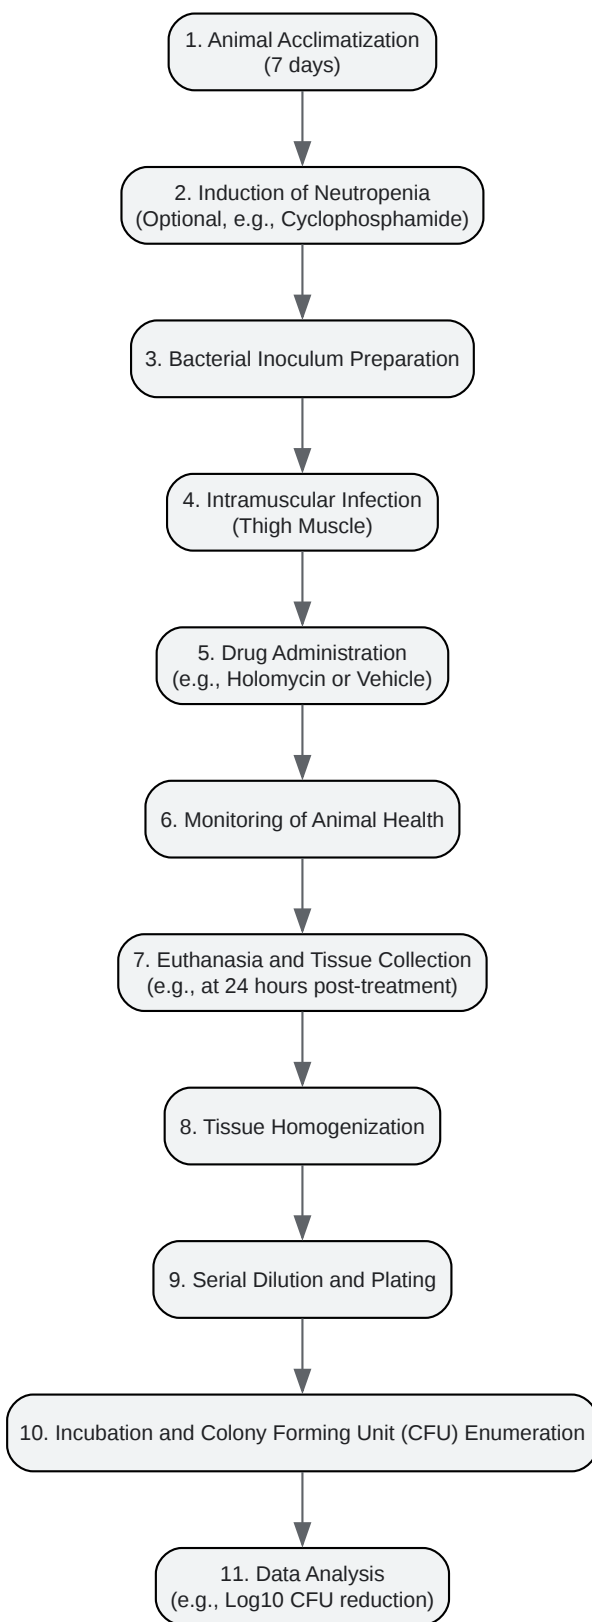 1. Animal Acclimatization
(7 days)
2. Induction of Neutropenia
(Optional, e.g., Cyclophosphamide)
3. Bacterial Inoculum Preparation
4. Intramuscular Infection
(Thigh Muscle)
5. Drug Administration
(e.g., Holomycin or Vehicle)
6. Monitoring of Animal Health
7. Euthanasia and Tissue Collection
(e.g., at 24 hours post-treatment)
8. Tissue Homogenization
9. Serial Dilution and Plating
10. Incubation and Colony Forming Unit (CFU) Enumeration
11. Data Analysis
(e.g., Log10 CFU reduction)